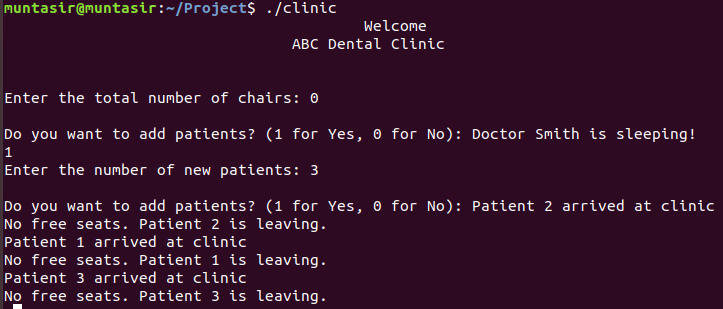 muntasir@muntasir:~/Project$ ./clinic
Welcome
ABC Dental Clinic
Enter the total number of chairs: 0
Do you want to add patients? (1 for Yes, 0 for No): Doctor Smith is sleeping!
1
Enter the number of new patients: 3
Do you want to add patients? (1 for Yes, 0 for No): Patient 2 arrived at clinic
No free seats. Patient 2 is leaving.
Patient 1 arrived at clinic
No free seats. Patient 1 is leaving.
Patient 3 arrived at clinic
No free seats. Patient 3 is leaving.